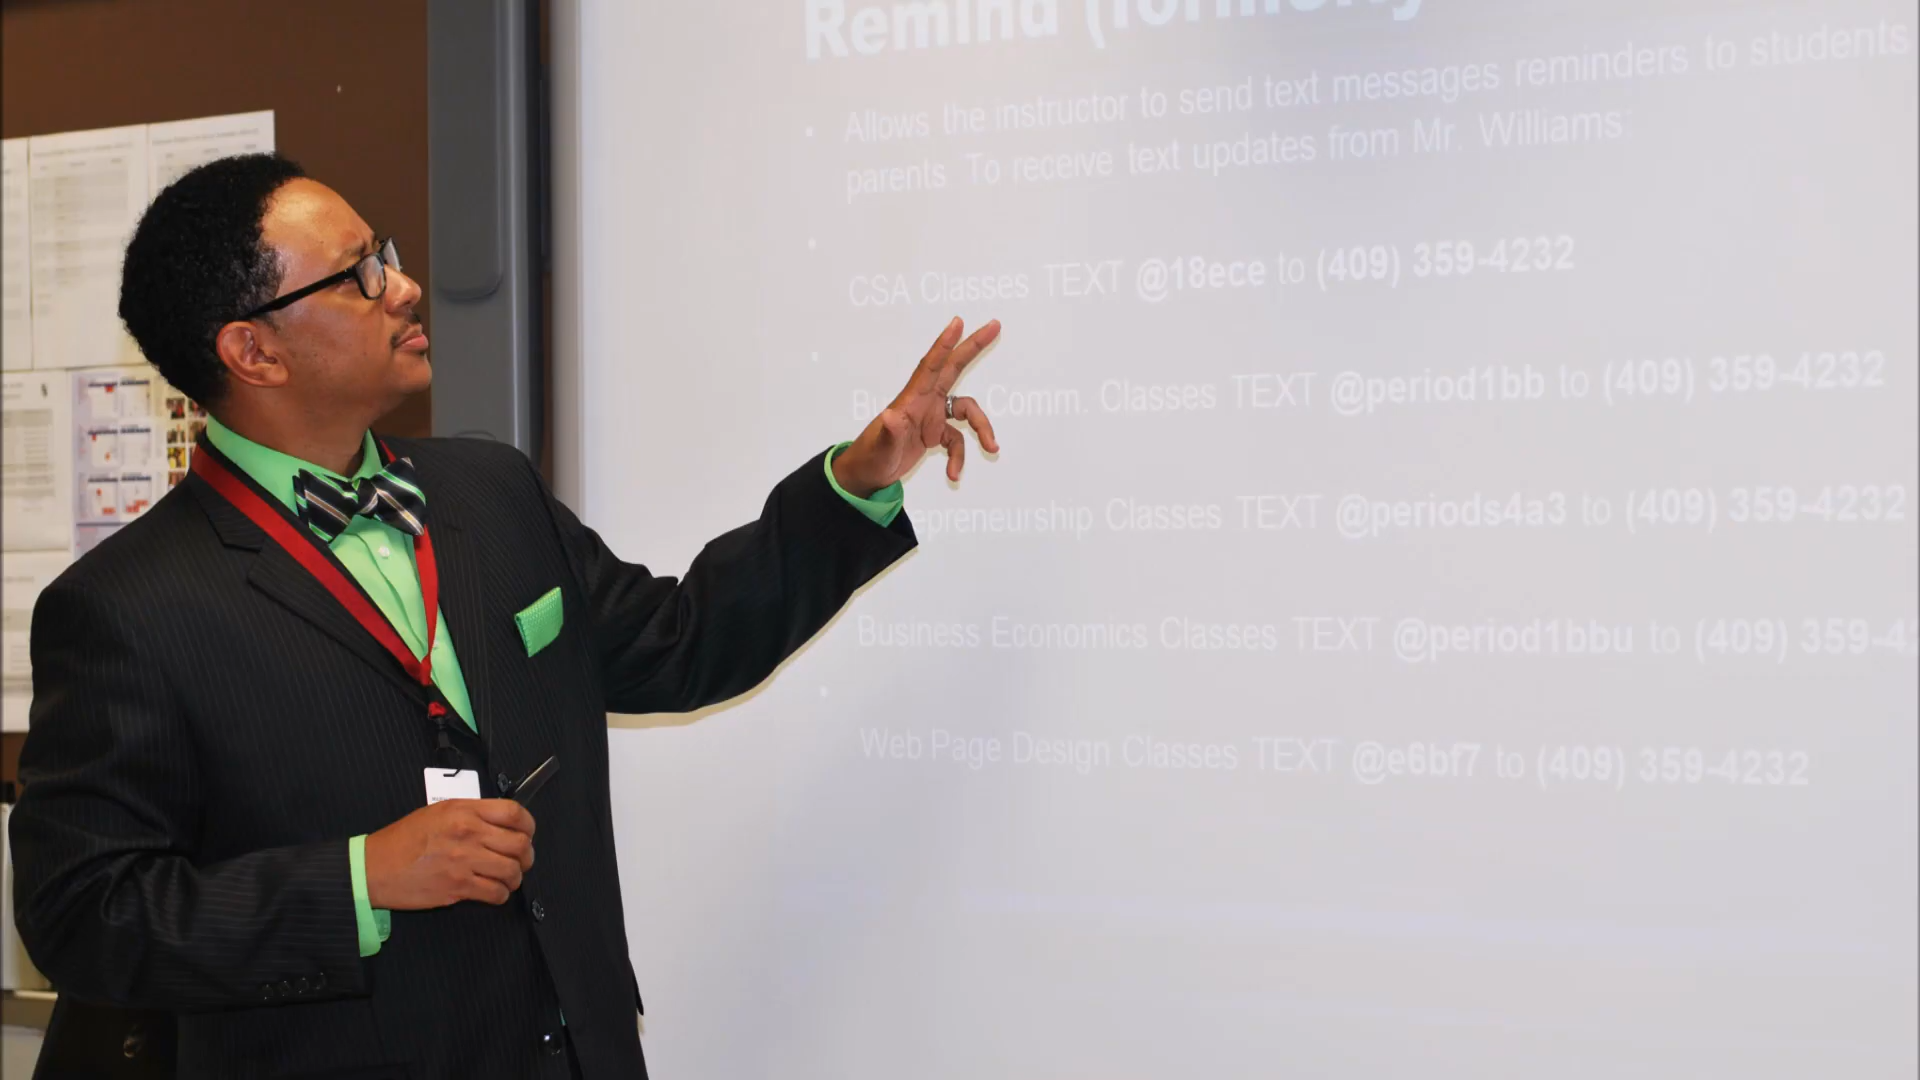 Remind (formerly
Allows the instructor to send text messages reminders to students
parents. To receive text updates from Mr. Williams:
CSA Classes TEXT @18ece to (409) 359-4232
Comm. Classes TEXT @period1bb to (409) 359-4232
epreneurship Classes TEXT @periods4a3 to (409) 359-4232
Business Economics Classes TEXT @period1bbu to (409) 359-4
Web Page Design Classes TEXT @e6bf7 to (409) 359-4232